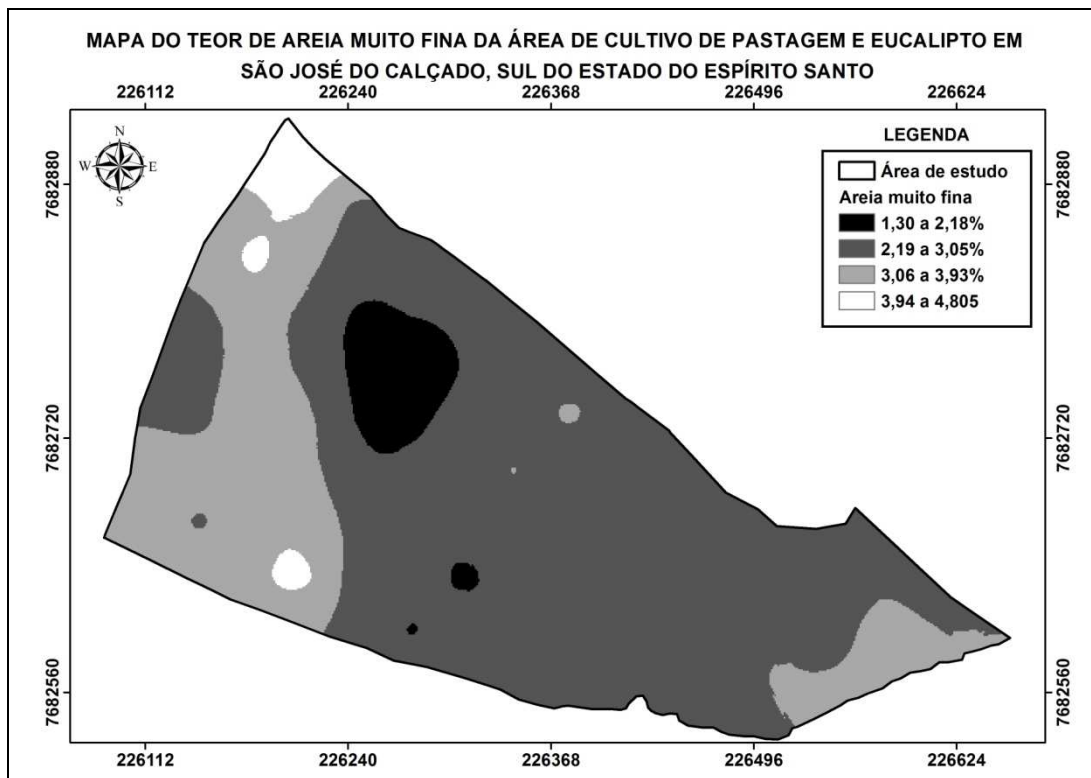 MAPA DO TEOR DE AREIA MUITO FINA DA ÁREA DE CULTIVO DE PASTAGEM E EUCALIPTO EM
SÃO JOSÉ DO CALÇADO, SUL DO ESTADO DO ESPÍRITO SANTO
226112 226240 226368 226496 226624
N
W E
S
LEGENDA
Área de estudo
Areia muito fina
1,30 a 2,18%
2,19 a 3,05%
3,06 a 3,93%
3,94 a 4,805
7682880 7682880
7682720 7682720
7682560 7682560
226112 226240 226368 226496 226624